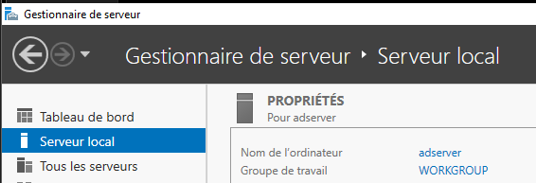 Gestionnaire de serveur
Gestionnaire de serveur ‣ Serveur local
Tableau de bord
Serveur local
Tous les serveurs
PROPRIÉTÉS
Pour adserver
Nom de l'ordinateur adserver
Groupe de travail WORKGROUP